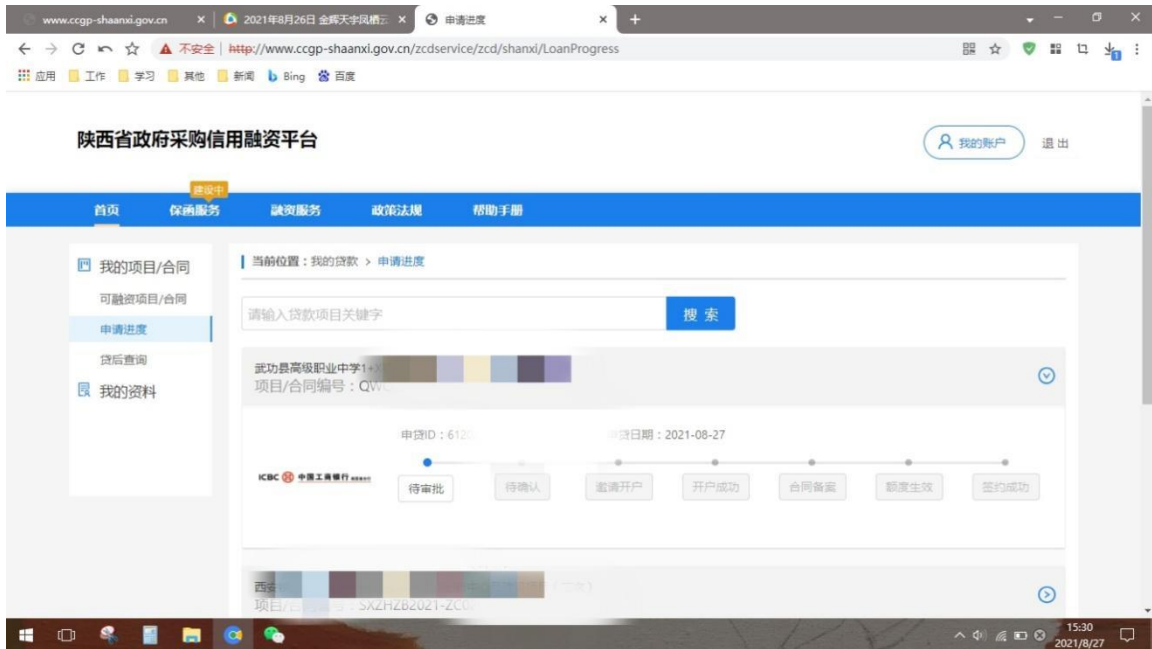 www.ccgp-shaanxi.gov.cn
2021年8月26日 金辉天宇凤栖云
申请进度
不安全 | http://www.ccgp-shaanxi.gov.cn/zcdservice/zcd/shanxi/LoanProgress
应用 工作 学习 其他 新闻 Bing 百度
陕西省政府采购信用融资平台
我的账户 退出
建设中
首页 保函服务 融资服务 政策法规 帮助手册
我的项目/合同
可融资项目/合同
申请进度
贷后查询
我的资料
当前位置：我的贷款 > 申请进度
请输入贷款项目关键字
搜索
武功县高级职业中学1+X
项目/合同编号：QW
申贷ID：612
申贷日期：2021-08-27
ICBC 中国工商银行
待审批 待确认 邀请开户 开户成功 合同备案 额度生效 签约成功
西安
（二次）
项目/合 号：SXZHZB2021-ZC0
15:30
2021/8/27